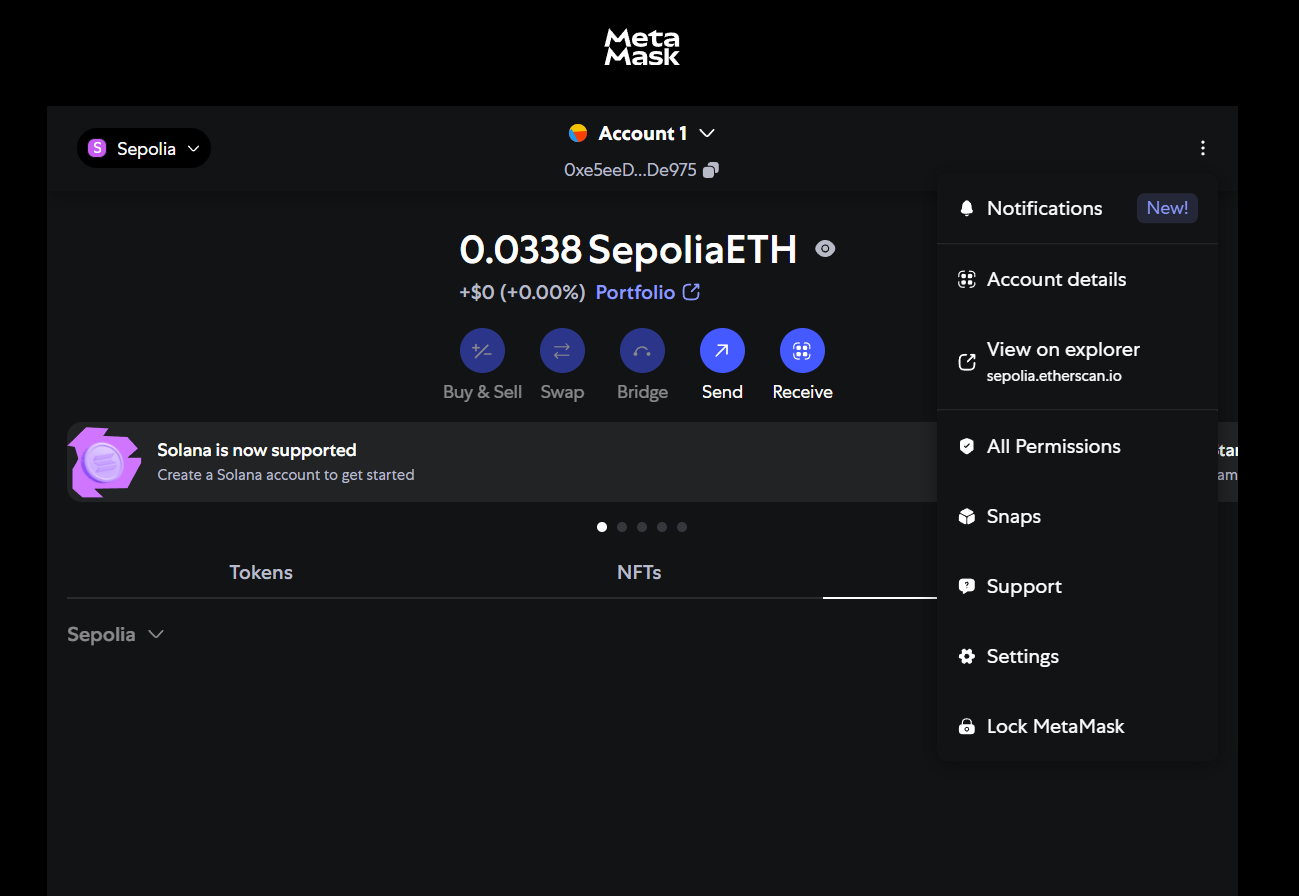 Meta
Mask
S Sepolia
Account 1
0xe5eeD...De975
Notifications New!
Account details
View on explorer
sepolia.etherscan.io
All Permissions
Snaps
Support
Settings
Lock MetaMask
0.0338 SepoliaETH
+$0 (+0.00%) Portfolio
Buy & Sell Swap Bridge Send Receive
Solana is now supported
Create a Solana account to get started
Tokens NFTs
Sepolia